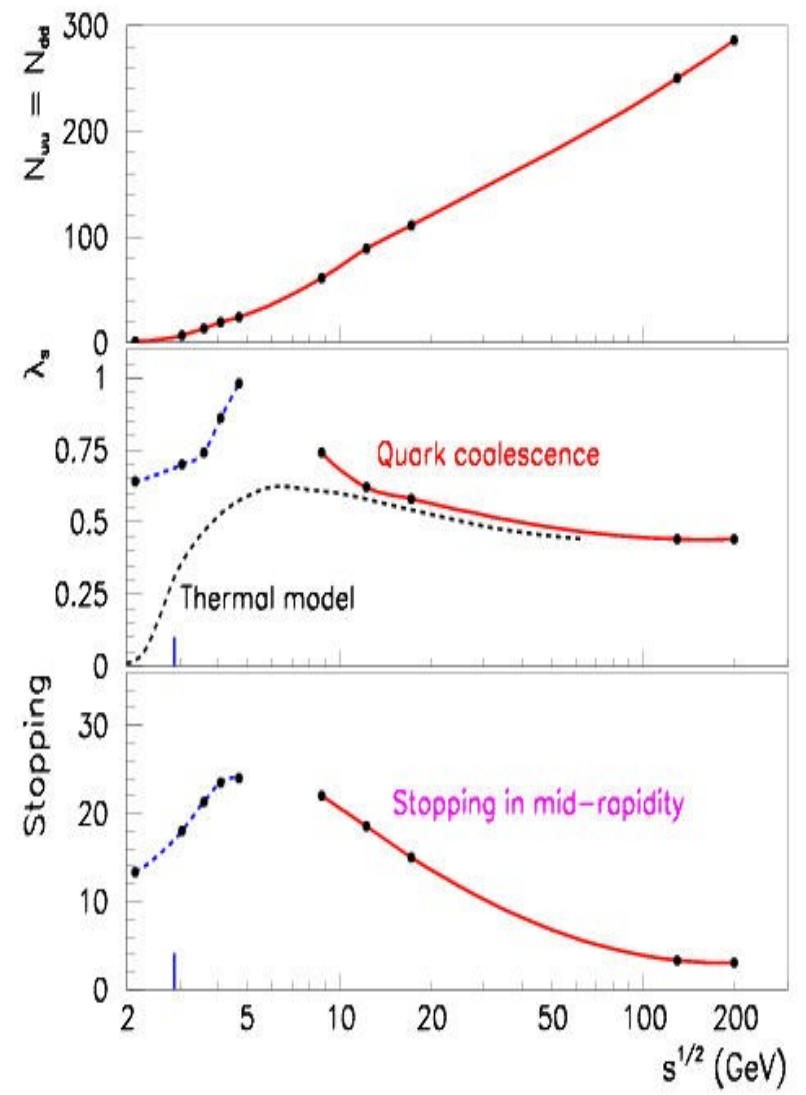 300
200
100
0
N_uu = N_dd
1
0.75
0.5
0.25
0
λ_s
Quark coalescence
Thermal model
30
20
10
0
Stopping
Stopping in mid-rapidity
2 5 10 20 50 100 200
s^1/2 (GeV)